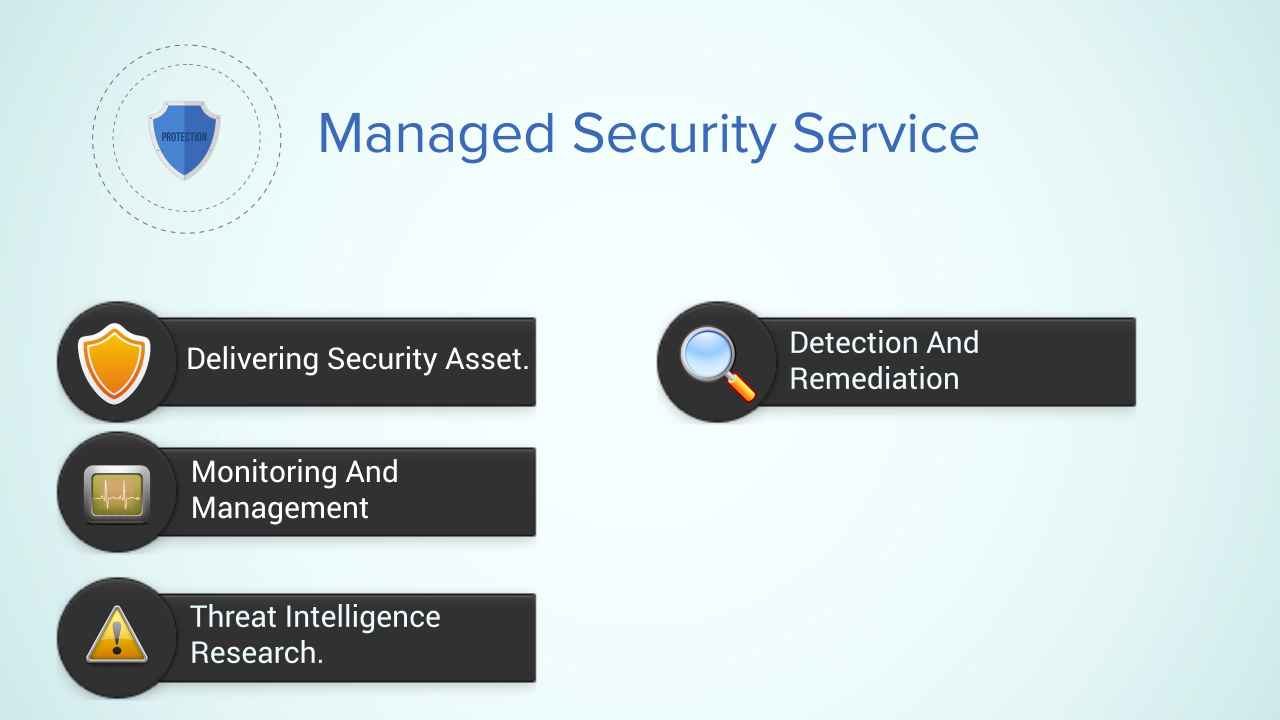 PROTECTION
Managed Security Service
Delivering Security Asset.
Monitoring And
Management
Threat Intelligence
Research.
Detection And
Remediation